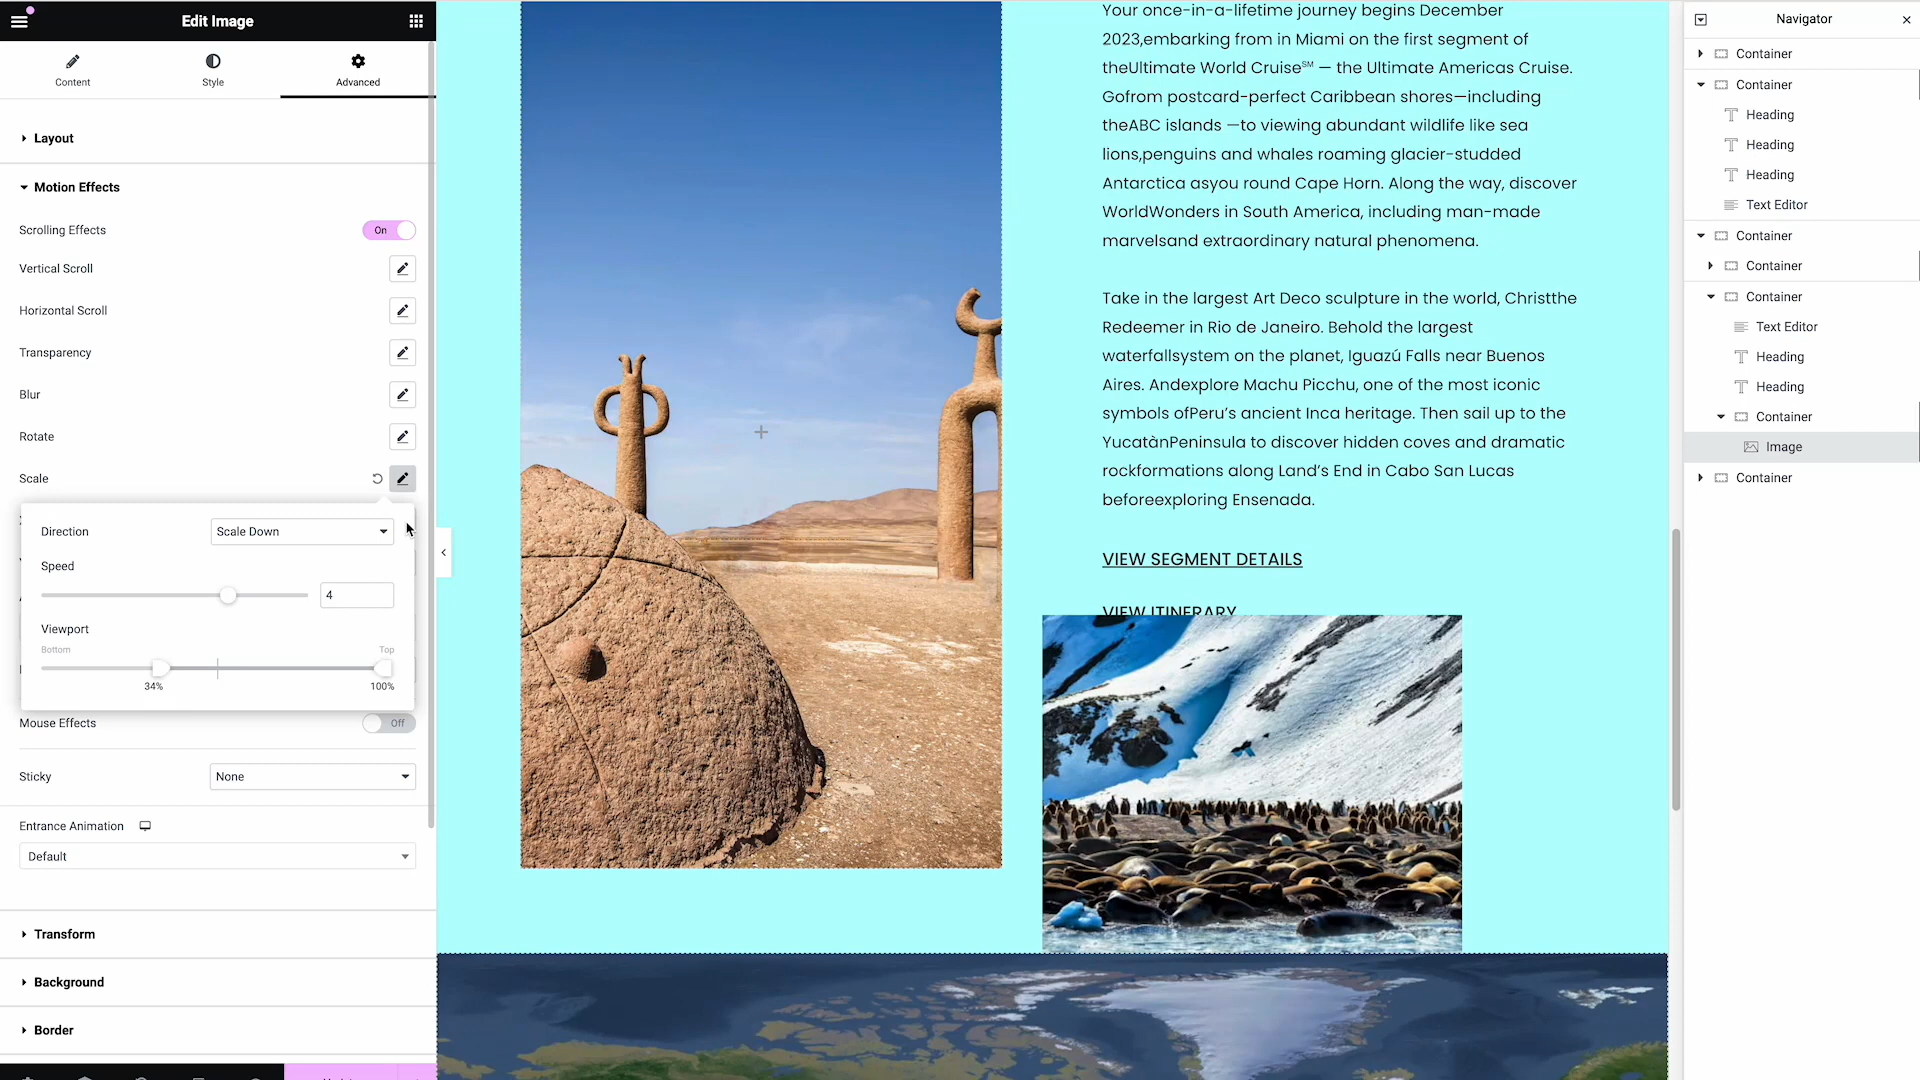 Edit Image
Content
Style
Advanced
Layout
Motion Effects
Scrolling Effects
On
Vertical Scroll
Horizontal Scroll
Transparency
Blur
Rotate
Scale
Direction
Scale Down
Speed
4
Viewport
Bottom
Top
34%
100%
Mouse Effects
Off
Sticky
None
Entrance Animation
Default
Transform
Background
Border
Your once-in-a-lifetime journey begins December
2023,embarking from in Miami on the first segment of
theUltimate World Cruise℠ — the Ultimate Americas Cruise.
Gofrom postcard-perfect Caribbean shores—including
theABC islands —to viewing abundant wildlife like sea
lions,penguins and whales roaming glacier-studded
Antarctica asyou round Cape Horn. Along the way, discover
WorldWonders in South America, including man-made
marvelsand extraordinary natural phenomena.
Take in the largest Art Deco sculpture in the world, Christthe
Redeemer in Rio de Janeiro. Behold the largest
waterfallsystem on the planet, Iguazú Falls near Buenos
Aires. Andexplore Machu Picchu, one of the most iconic
symbols ofPeru's ancient Inca heritage. Then sail up to the
YucatànPeninsula to discover hidden coves and dramatic
rockformations along Land's End in Cabo San Lucas
beforeexploring Ensenada.
VIEW SEGMENT DETAILS
VIEW ITINERARY
Navigator
Container
Container
Heading
Heading
Heading
Text Editor
Container
Container
Container
Text Editor
Heading
Heading
Container
Image
Container